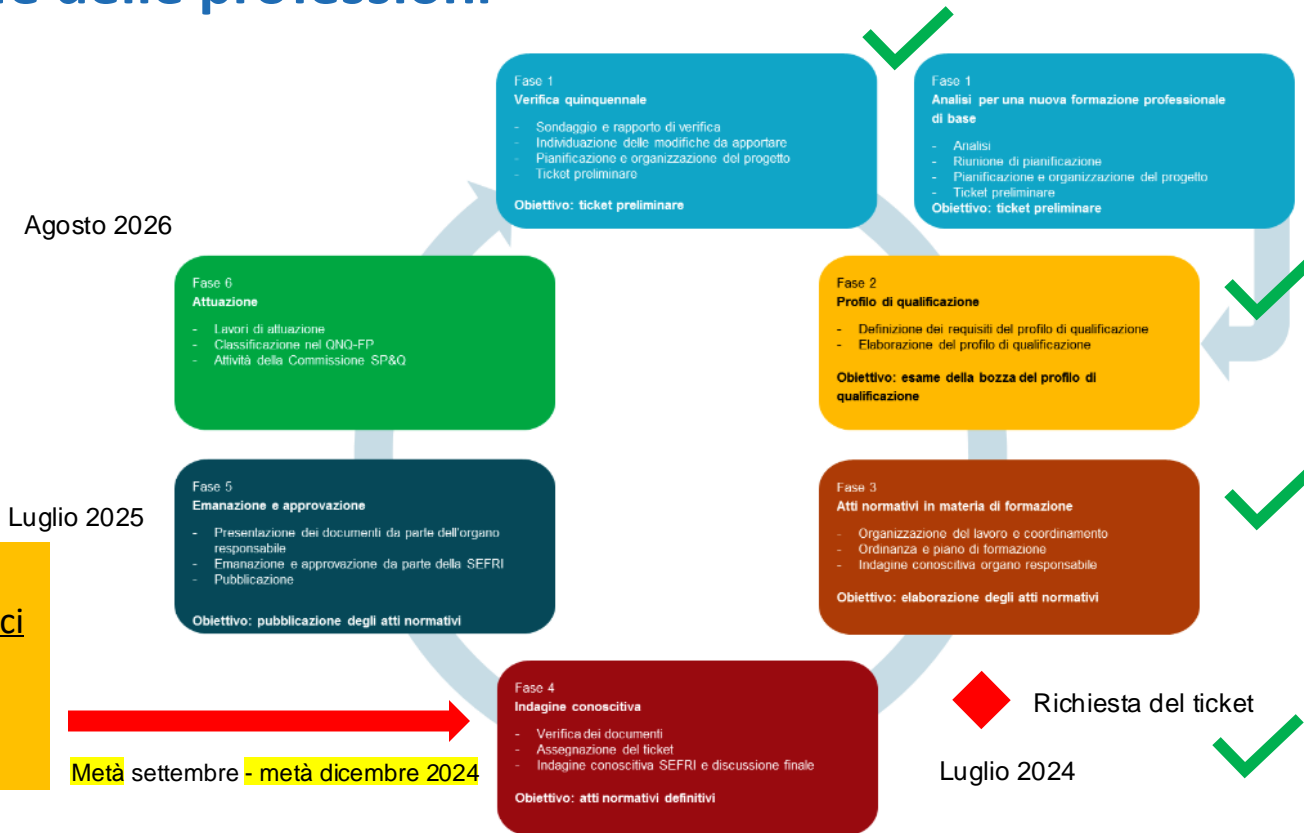 delle professioni
Fase 1
Verifica quinquennale
- Sondaggio e rapporto di verifica
- Individuazione delle modifiche da apportare
- Pianificazione e organizzazione del progetto
- Ticket preliminare
Obiettivo: ticket preliminare
Fase 1
Analisi per una nuova formazione professionale
di base
- Analisi
- Riunione di pianificazione
- Pianificazione e organizzazione del progetto
- Ticket preliminare
Obiettivo: ticket preliminare
Agosto 2026
Fase 6
Attuazione
- Lavori di attuazione
- Classificazione nel QNQ-FP
- Attività della Commissione SP&Q
Fase 2
Profilo di qualificazione
- Definizione dei requisiti del profilo di qualificazione
- Elaborazione del profilo di qualificazione
Obiettivo: esame della bozza del profilo di
qualificazione
Luglio 2025
Fase 5
Emanazione e approvazione
- Presentazione dei documenti da parte dell'organo
responsabile
- Emanazione e approvazione da parte della SEFRI
- Pubblicazione
Obiettivo: pubblicazione degli atti normativi
Fase 3
Atti normativi in materia di formazione
- Organizzazione del lavoro e coordinamento
- Ordinanza e piano di formazione
- Indagine conoscitiva organo responsabile
Obiettivo: elaborazione degli atti normativi
ci
Fase 4
Indagine conoscitiva
- Verifica dei documenti
- Assegnazione del ticket
- Indagine conoscitiva SEFRI e discussione finale
Obiettivo: atti normativi definitivi
Richiesta del ticket
Luglio 2024
Metà settembre - metà dicembre 2024